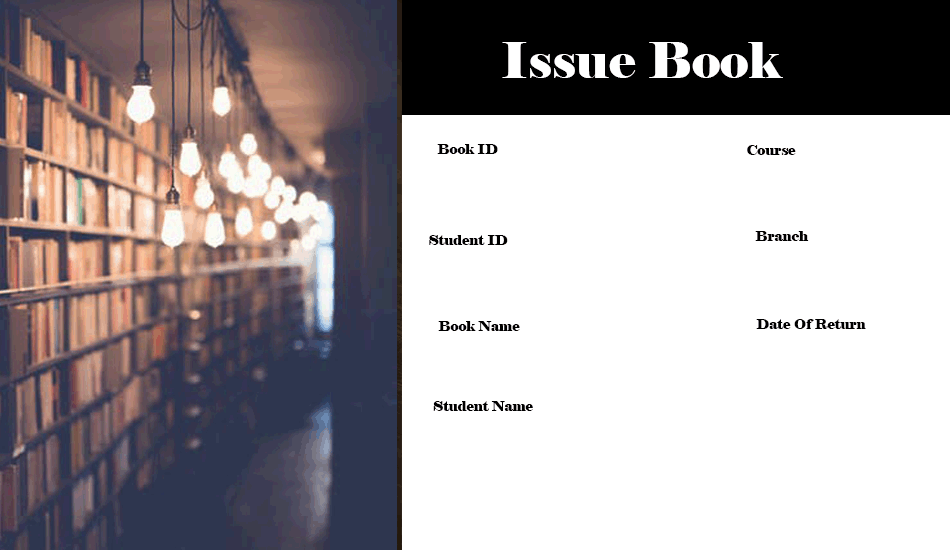 Issue Book
Book ID
Course
Student ID
Branch
Book Name
Date Of Return
Student Name